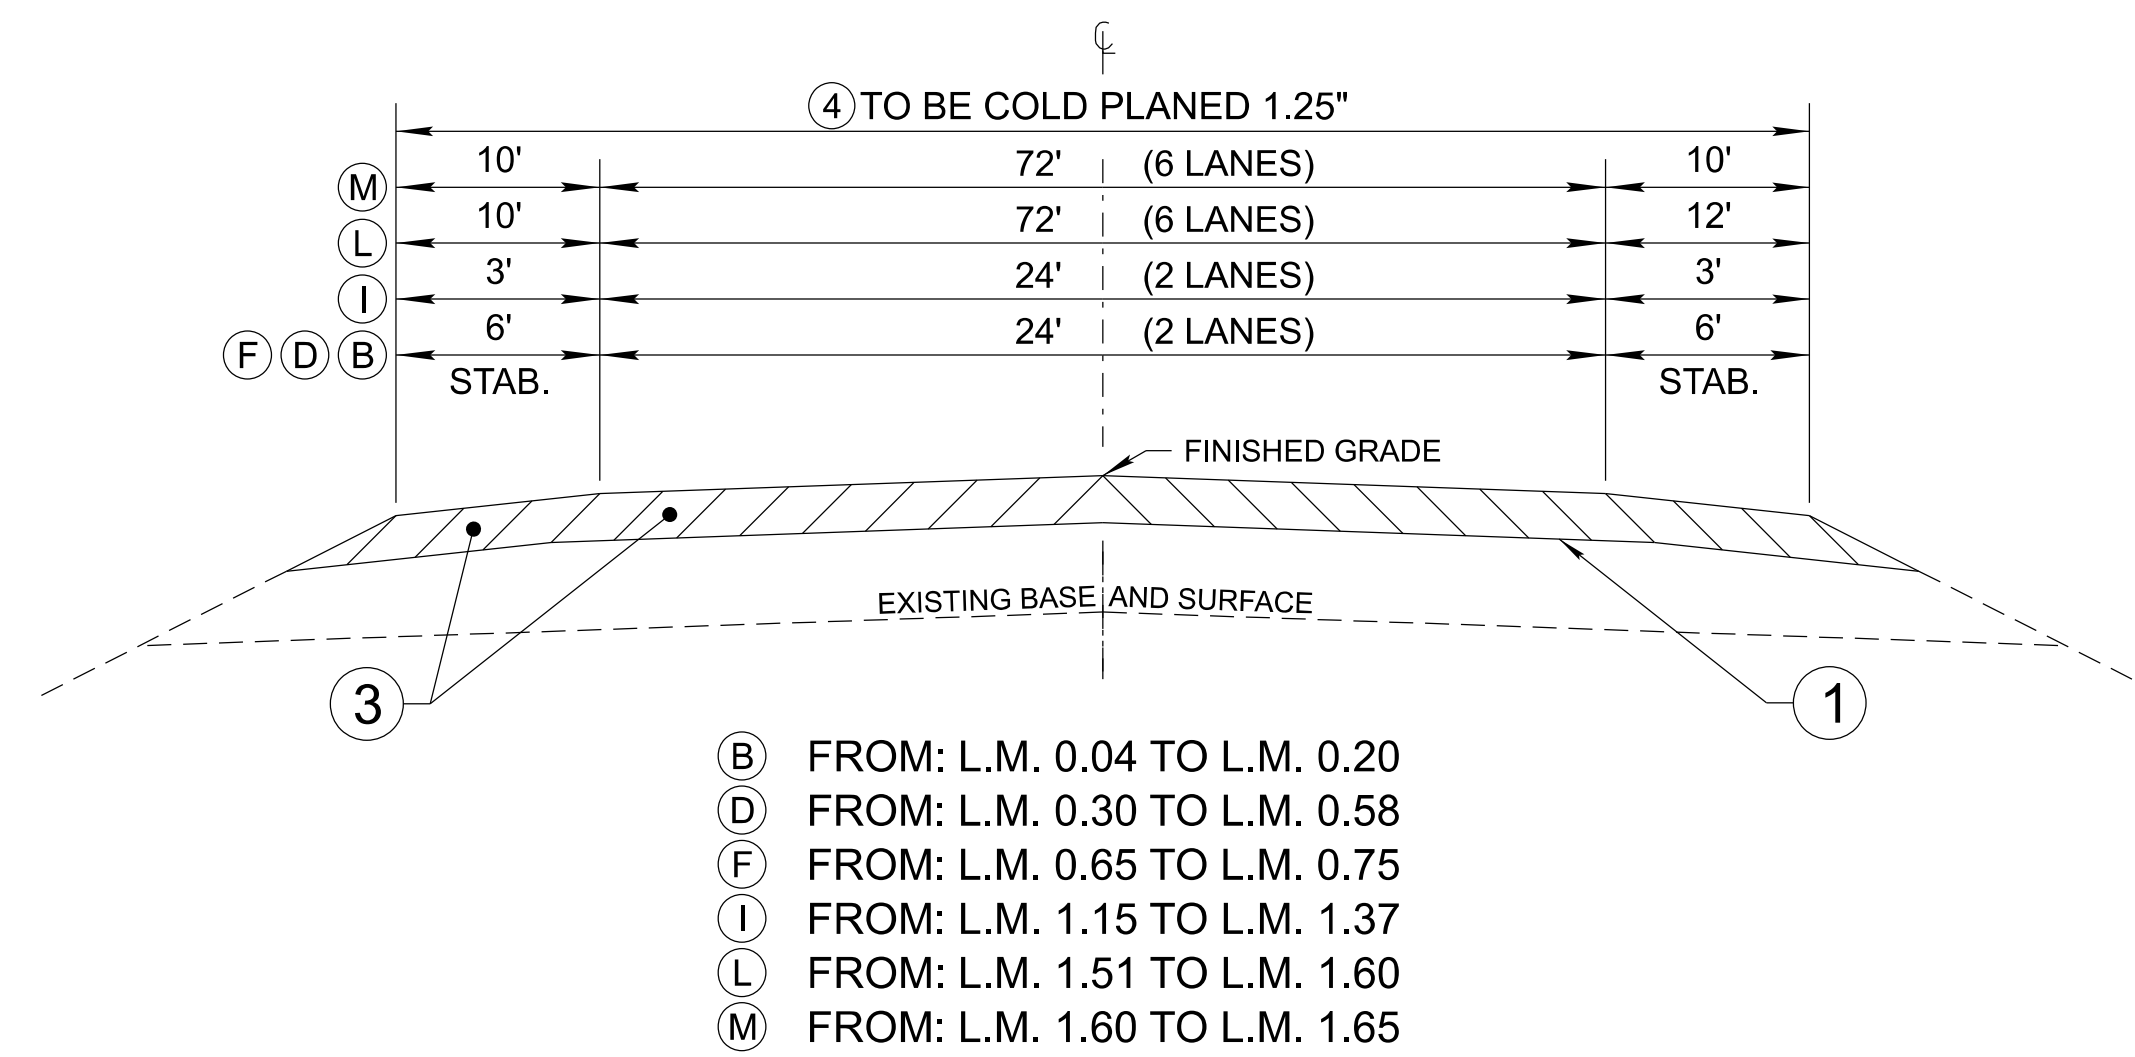 ℄
4 TO BE COLD PLANED 1.25"
10' 72' (6 LANES) 10'
M
10' 72' (6 LANES) 12'
L
3' 24' (2 LANES) 3'
I
6' 24' (2 LANES) 6'
F D B
STAB. STAB.
FINISHED GRADE
EXISTING BASE AND SURFACE
3 1
B FROM: L.M. 0.04 TO L.M. 0.20
D FROM: L.M. 0.30 TO L.M. 0.58
F FROM: L.M. 0.65 TO L.M. 0.75
I FROM: L.M. 1.15 TO L.M. 1.37
L FROM: L.M. 1.51 TO L.M. 1.60
M FROM: L.M. 1.60 TO L.M. 1.65